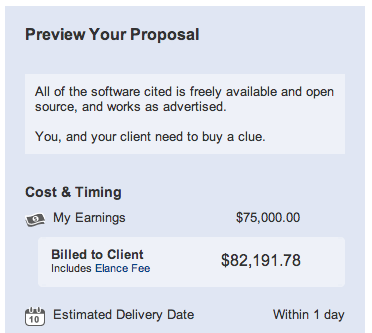 Preview Your Proposal
All of the software cited is freely available and open
source, and works as advertised.
You, and your client need to buy a clue.
Cost & Timing
My Earnings $75,000.00
Billed to Client $82,191.78
Includes Elance Fee
10 Estimated Delivery Date Within 1 day